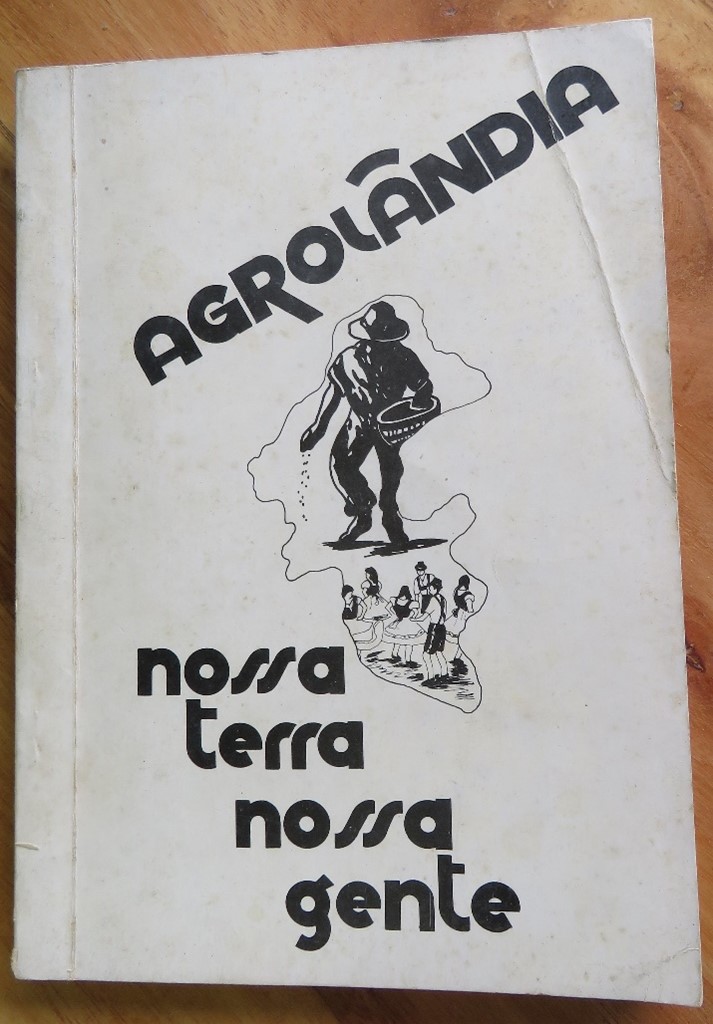 AGROLÂNDIA
nossa
terra
nossa
gente